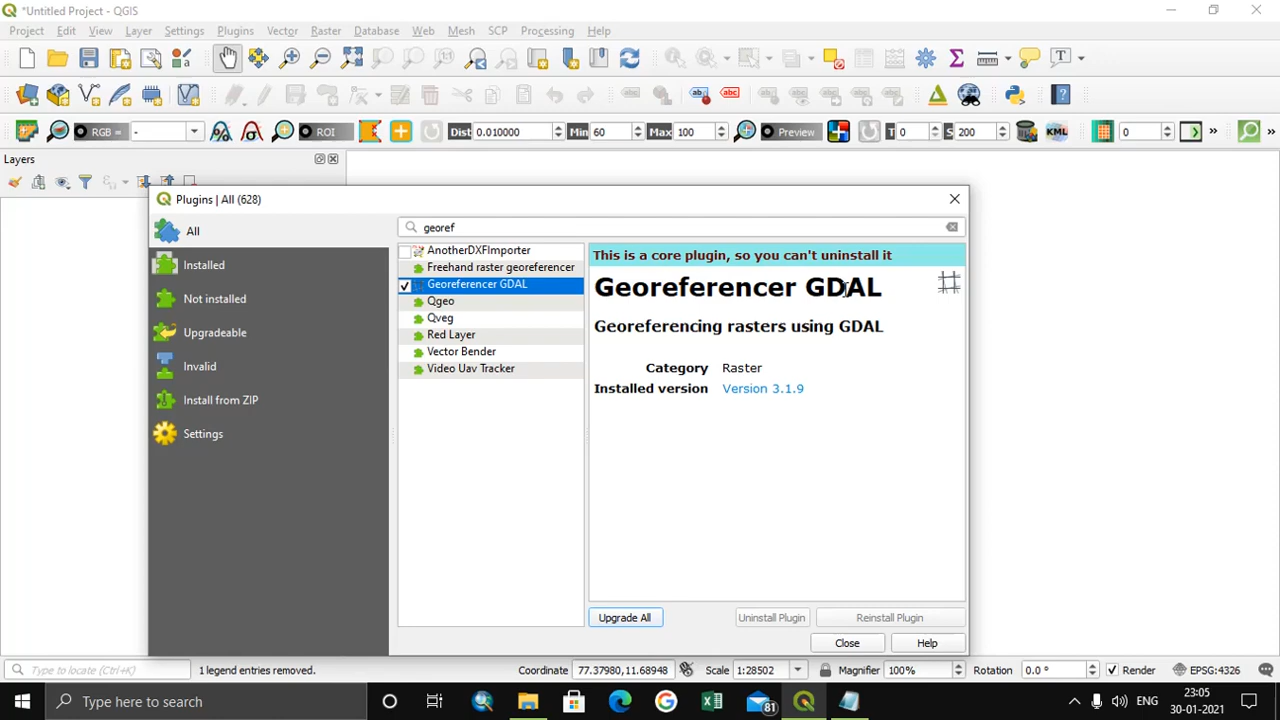 *Untitled Project - QGIS
Project Edit View Layer Settings Plugins Vector Raster Database Web Mesh SCP Processing Help
RGB = - ROI Dist 0.010000 Min 60 Max 100 Preview T 0 S 200 KML 0 »
Layers
Plugins | All (628)
All
georef
Installed
Not installed
Upgradeable
Invalid
Install from ZIP
Settings
AnotherDXFImporter
Freehand raster georeferencer
Georeferencer GDAL
Qgeo
Qveg
Red Layer
Vector Bender
Video Uav Tracker
This is a core plugin, so you can't uninstall it
Georeferencer GDAL
Georeferencing rasters using GDAL
Category Raster
Installed version Version 3.1.9
Upgrade All Uninstall Plugin Reinstall Plugin
Close Help
Type to locate (Ctrl+K) 1 legend entries removed. Coordinate 77.37980,11.68948 Scale 1:28502 Magnifier 100% Rotation 0.0 ° Render EPSG:4326
Type here to search 81 ENG 23:05
30-01-2021